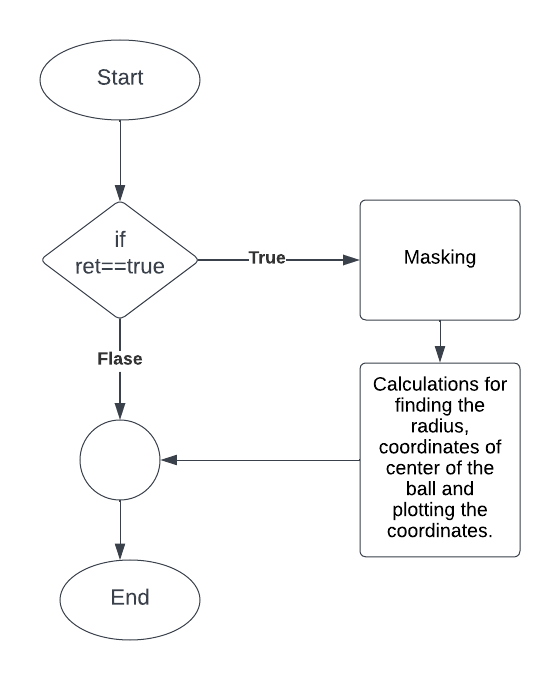 Start
if
ret==true
True
Masking
Flase
Calculations for
finding the
radius,
coordinates of
center of the
ball and
plotting the
coordinates.
End